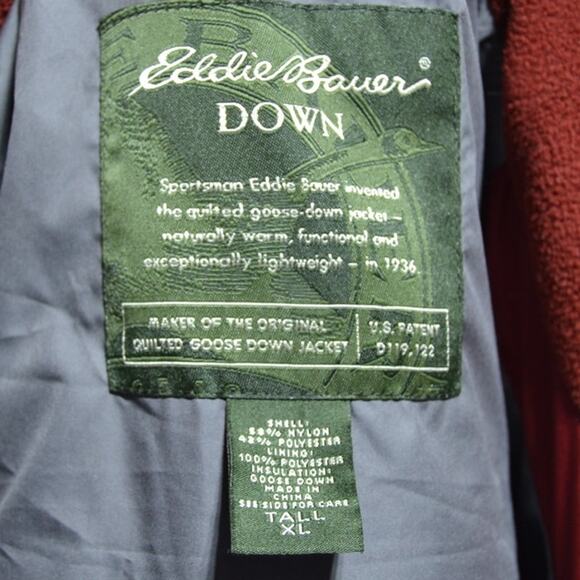 Eddie Bauer®
DOWN
Sportsman Eddie Bauer invented
the quilted goose-down jacket –
naturally warm, functional and
exceptionally lightweight – in 1936.
MAKER OF THE ORIGINAL
QUILTED GOOSE DOWN JACKET
U.S. PATENT
D119,122
SHELL:
58% NYLON
42% POLYESTER
LINING:
100% POLYESTER
INSULATION:
GOOSE DOWN
MADE IN
CHINA
SEE SIDE FOR CARE
TALL
XL